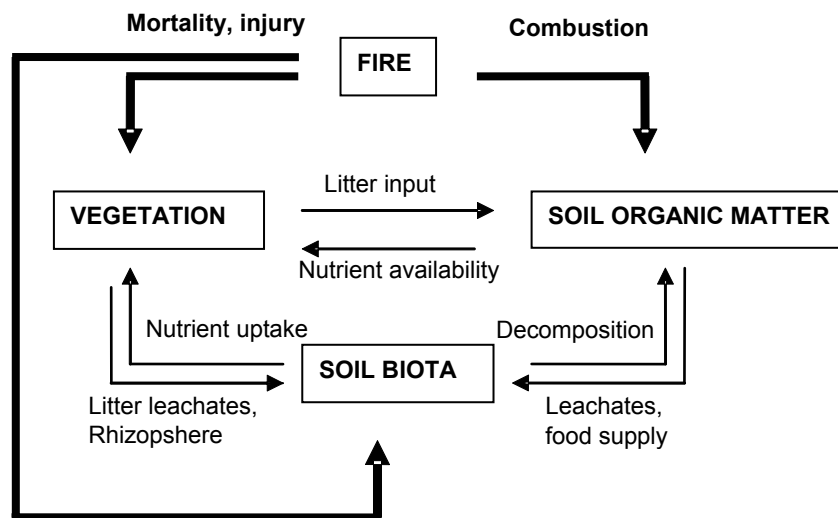 Mortality, injury
Combustion
FIRE
Litter input
VEGETATION
SOIL ORGANIC MATTER
Nutrient availability
Nutrient uptake
Decomposition
SOIL BIOTA
Litter leachates,
Rhizopshere
Leachates,
food supply